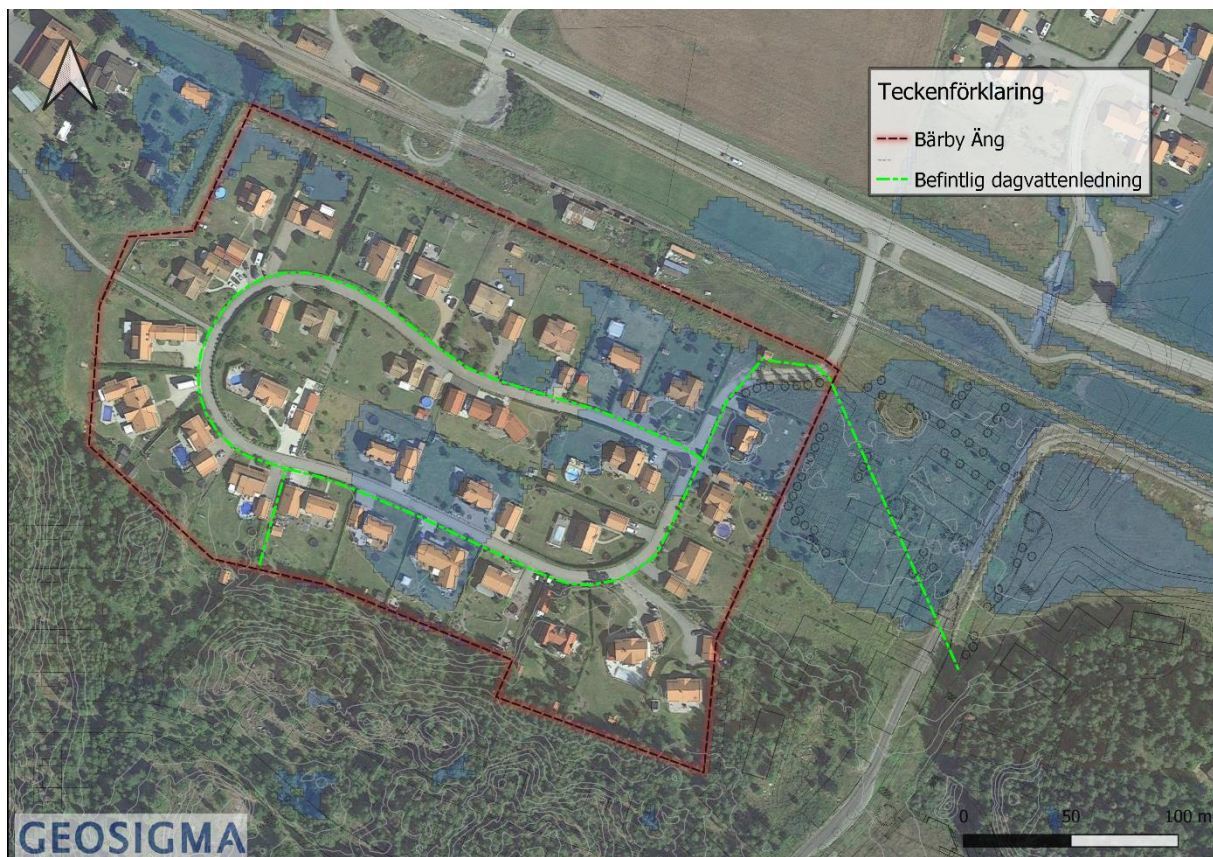 Teckenförklaring
Bärby Äng
Befintlig dagvattenledning
0 50 100 m
GEOSIGMA